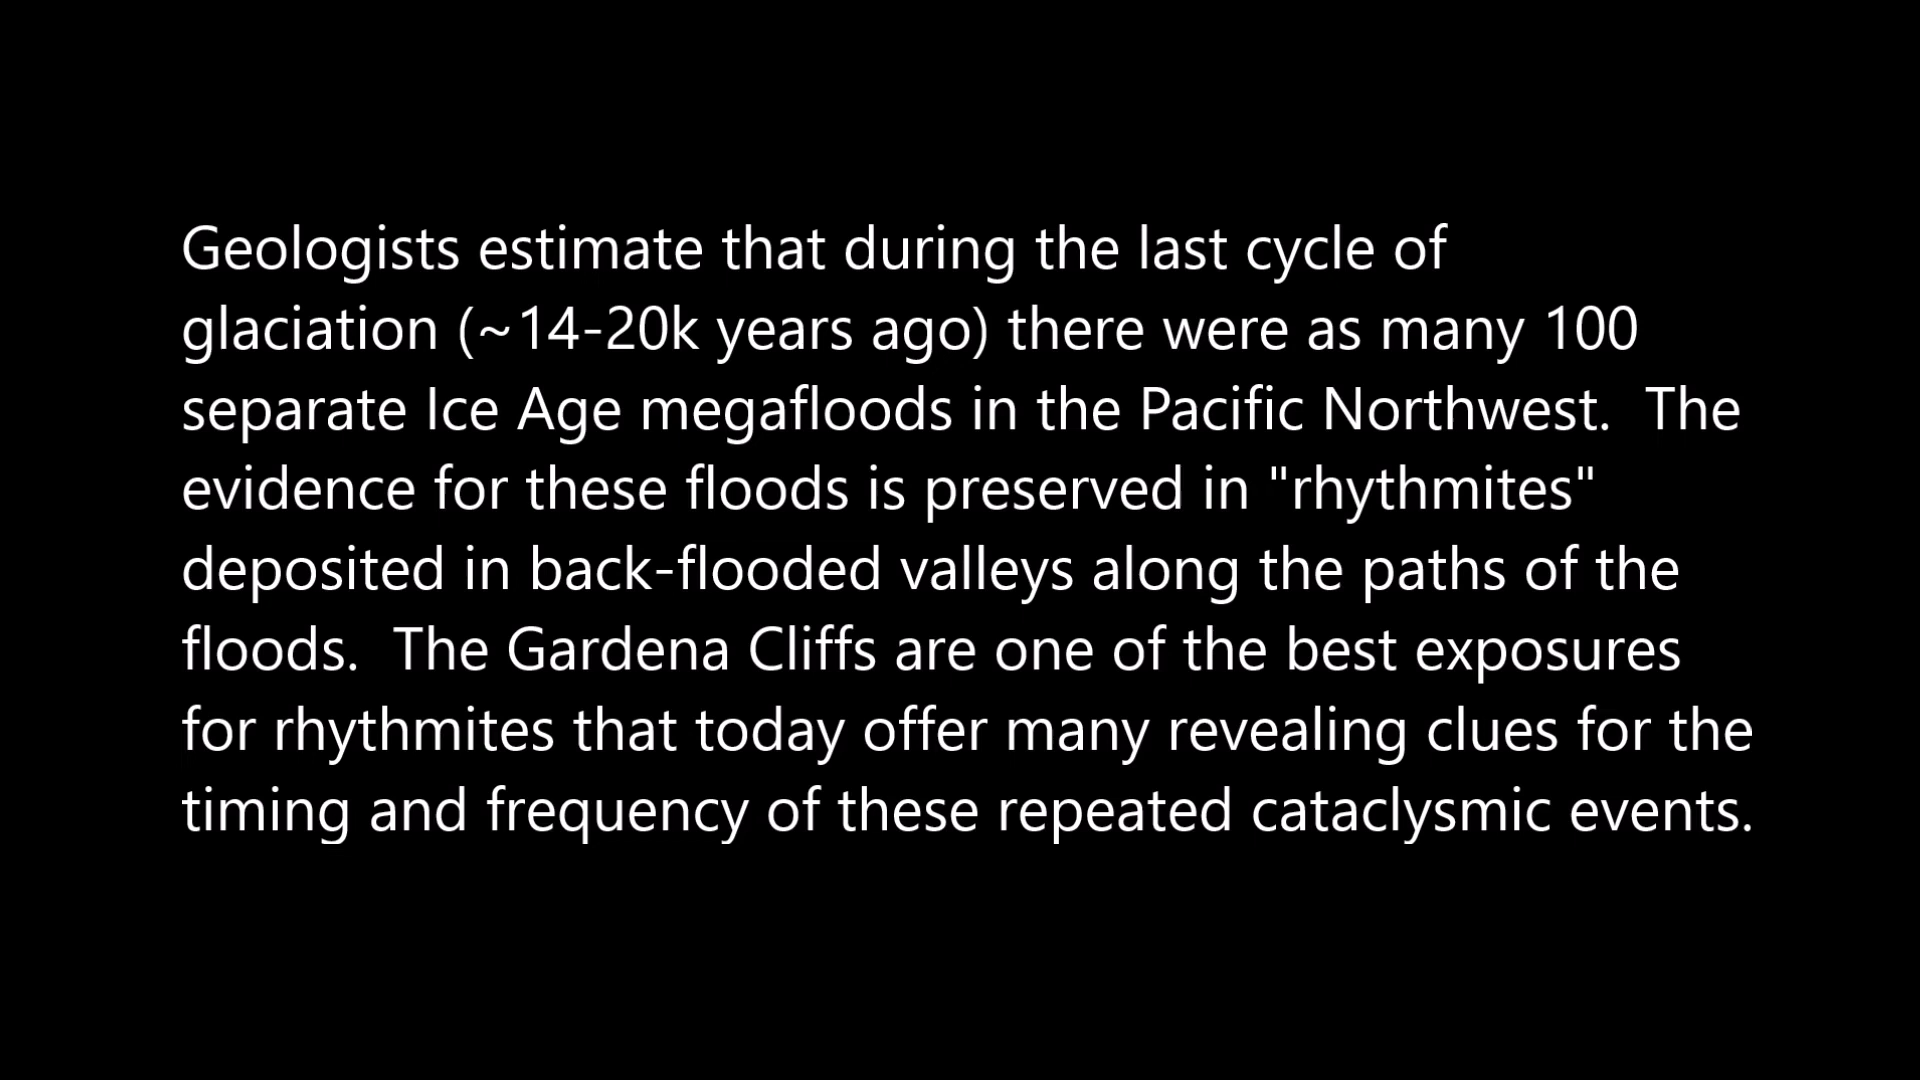 Geologists estimate that during the last cycle of
glaciation (~14-20k years ago) there were as many 100
separate Ice Age megafloods in the Pacific Northwest.  The
evidence for these floods is preserved in "rhythmites"
deposited in back-flooded valleys along the paths of the
floods.  The Gardena Cliffs are one of the best exposures
for rhythmites that today offer many revealing clues for the
timing and frequency of these repeated cataclysmic events.